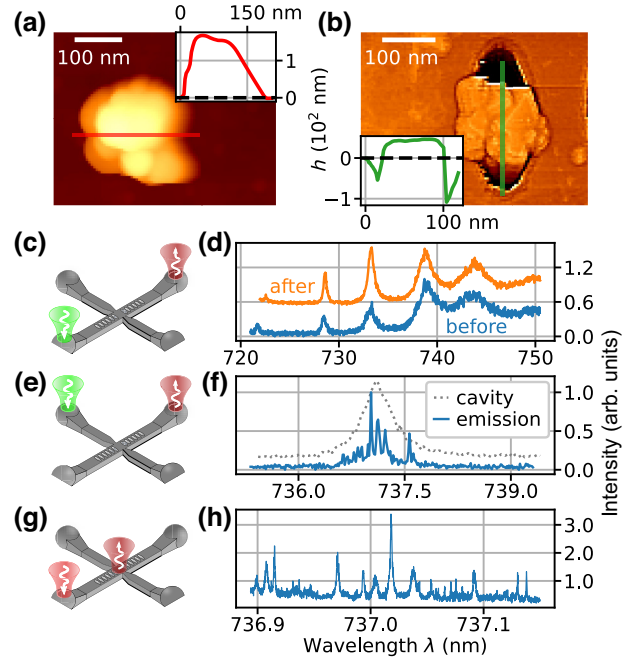 (a)
100 nm
0
150 nm
1
0
(b)
100 nm
h (10² nm)
0
−1
0
100 nm
(c)
(d)
after
before
1.2
0.6
0.0
720
730
740
750
(e)
(f)
cavity
emission
1.0
0.5
0.0
736.0
737.5
739.0
Intensity (arb. units)
(g)
(h)
3.0
2.0
1.0
736.9
737.0
737.1
Wavelength λ (nm)